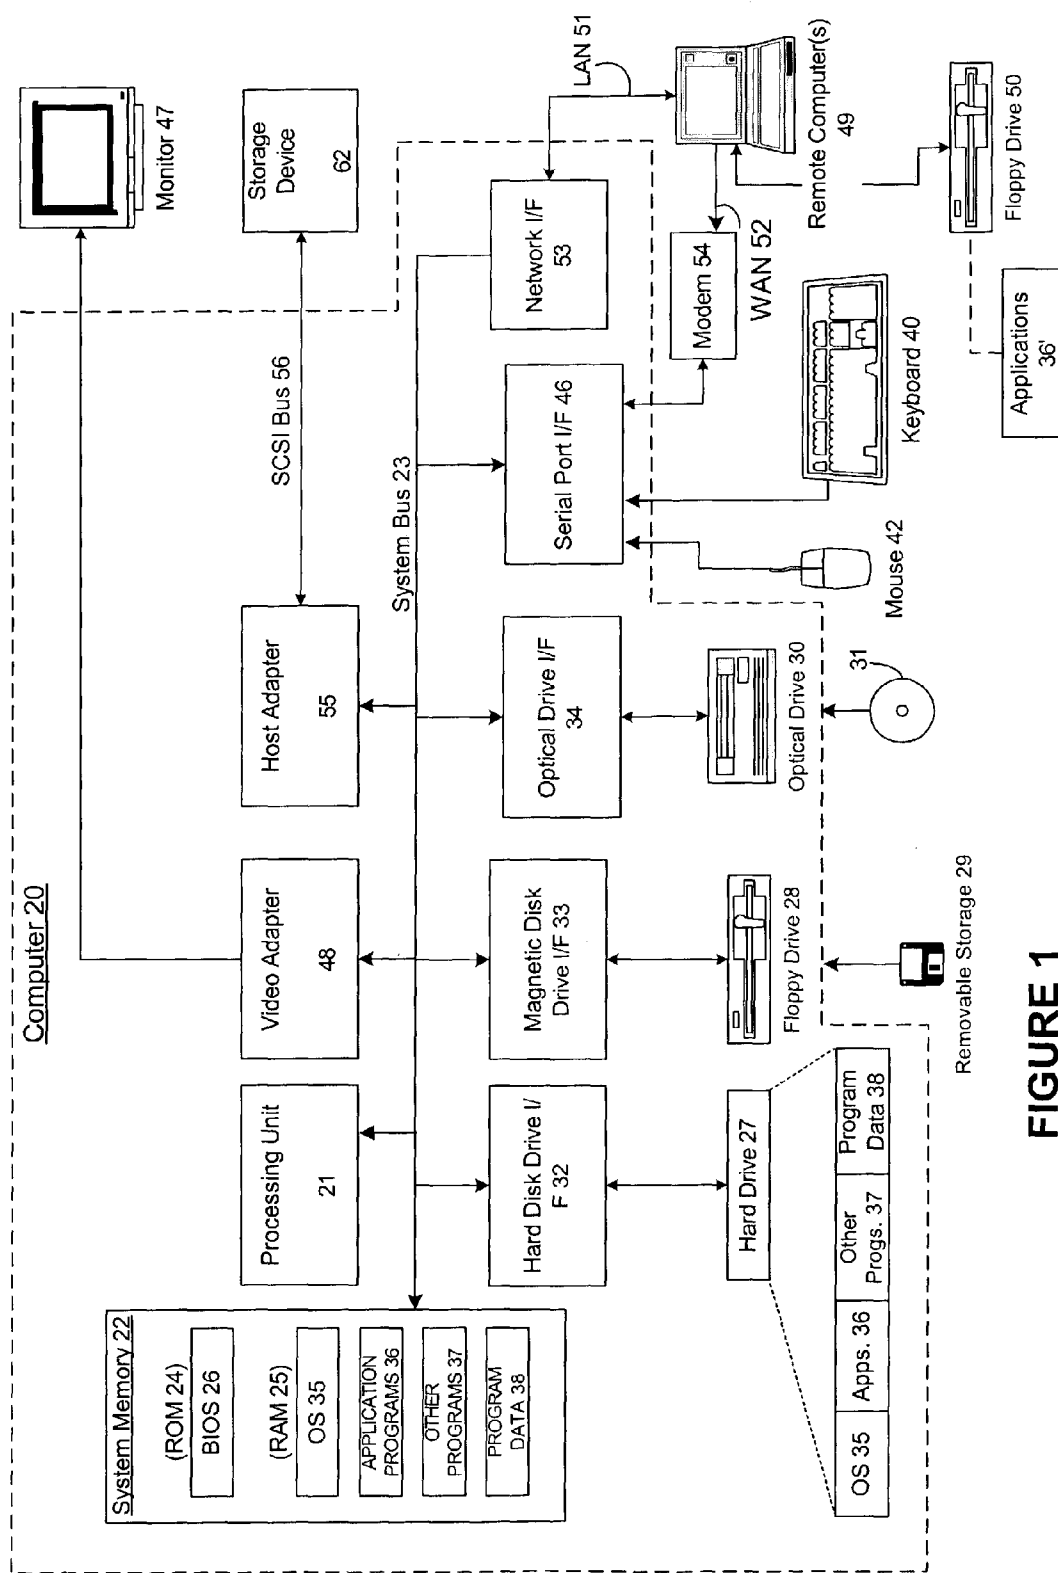 Computer 20
Monitor 47
System Memory 22
(ROM 24)
BIOS 26
(RAM 25)
OS 35
APPLICATION
PROGRAMS 36
OTHER
PROGRAMS 37
PROGRAM
DATA 38
Processing Unit
21
Video Adapter
48
Host Adapter
55
SCSI Bus 56
Storage
Device
62
System Bus 23
Hard Disk Drive I/
F 32
Magnetic Disk
Drive I/F 33
Optical Drive I/F
34
Serial Port I/F 46
Network I/F
53
LAN 51
Hard Drive 27
Floppy Drive 28
Optical Drive 30
Modem 54
WAN 52
Remote Computer(s)
49
OS 35
Apps. 36
Other
Progs. 37
Program
Data 38
Removable Storage 29
31
Mouse 42
Keyboard 40
Floppy Drive 50
Applications
36'
FIGURE 1